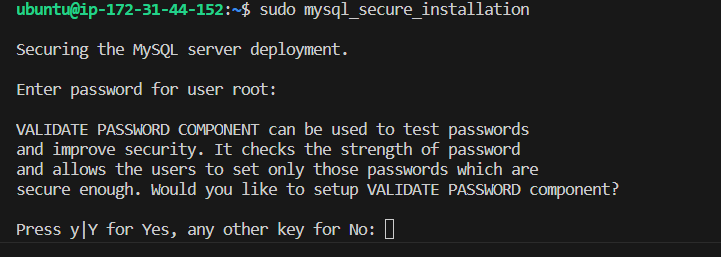 ubuntu@ip-172-31-44-152:~$ sudo mysql_secure_installation
Securing the MySQL server deployment.
Enter password for user root:
VALIDATE PASSWORD COMPONENT can be used to test passwords
and improve security. It checks the strength of password
and allows the users to set only those passwords which are
secure enough. Would you like to setup VALIDATE PASSWORD component?
Press y|Y for Yes, any other key for No: